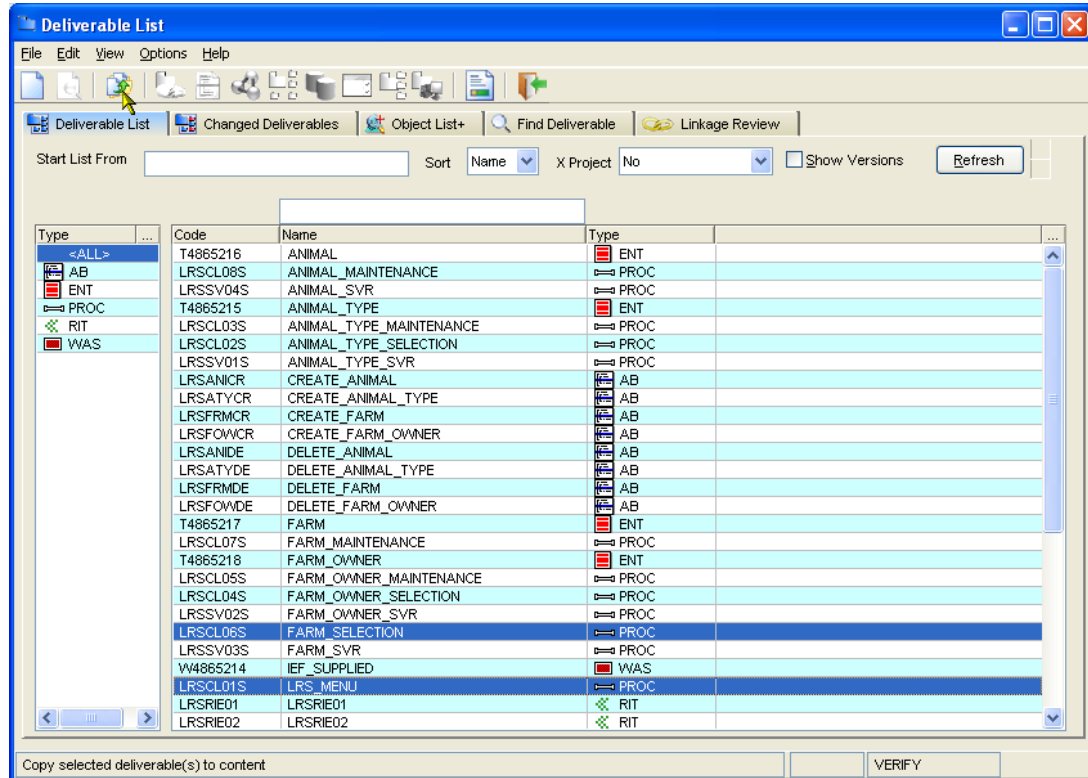 Deliverable List
File Edit View Options Help
Deliverable List Changed Deliverables Object List+ Find Deliverable Linkage Review
Start List From Sort Name X Project No Show Versions Refresh
Type ... Code Name Type ...
<ALL> T4865216 ANIMAL ENT
AB LRSCL08S ANIMAL_MAINTENANCE PROC
ENT LRSSV04S ANIMAL_SVR PROC
PROC T4865215 ANIMAL_TYPE ENT
RIT LRSCL03S ANIMAL_TYPE_MAINTENANCE PROC
WAS LRSCL02S ANIMAL_TYPE_SELECTION PROC
LRSSV01S ANIMAL_TYPE_SVR PROC
LRSANICR CREATE_ANIMAL AB
LRSATYCR CREATE_ANIMAL_TYPE AB
LRSFRMCR CREATE_FARM AB
LRSFOWCR CREATE_FARM_OWNER AB
LRSANIDE DELETE_ANIMAL AB
LRSATYDE DELETE_ANIMAL_TYPE AB
LRSFRMDE DELETE_FARM AB
LRSFOWDE DELETE_FARM_OWNER AB
T4865217 FARM ENT
LRSCL07S FARM_MAINTENANCE PROC
T4865218 FARM_OWNER ENT
LRSCL05S FARM_OWNER_MAINTENANCE PROC
LRSCL04S FARM_OWNER_SELECTION PROC
LRSSV02S FARM_OWNER_SVR PROC
LRSCL06S FARM_SELECTION PROC
LRSSV03S FARM_SVR PROC
W4865214 IEF_SUPPLIED WAS
LRSCL01S LRS_MENU PROC
LRSRIE01 LRSRIE01 RIT
LRSRIE02 LRSRIE02 RIT
Copy selected deliverable(s) to content VERIFY